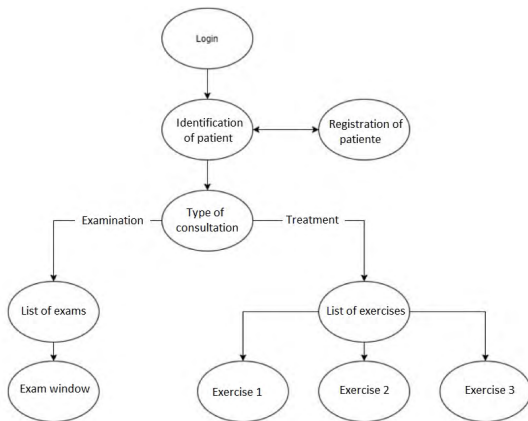 Login
Identification
of patient
Registration of
patiente
Type of
consultation
Examination
Treatment
List of exams
List of exercises
Exam window
Exercise 1
Exercise 2
Exercise 3